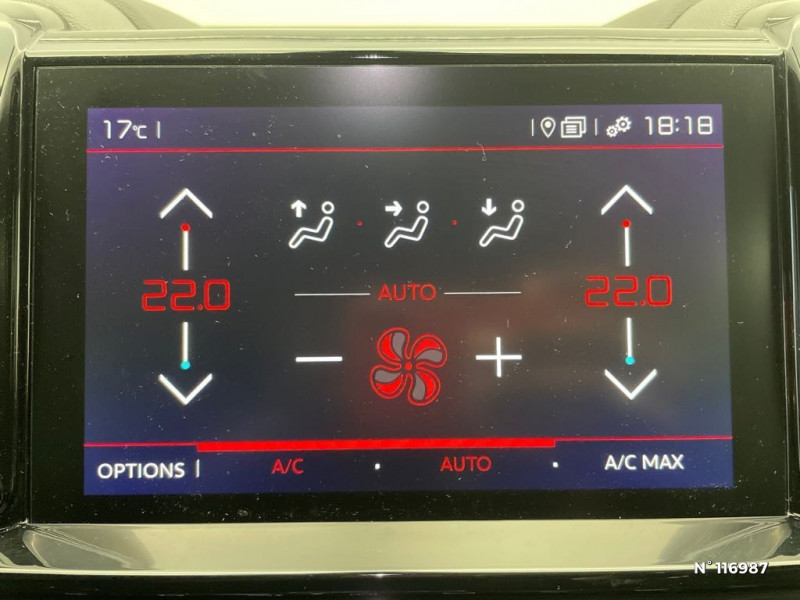 17°C
18:18
22.0
22.0
AUTO
OPTIONS
A/C
AUTO
A/C MAX
N°116987